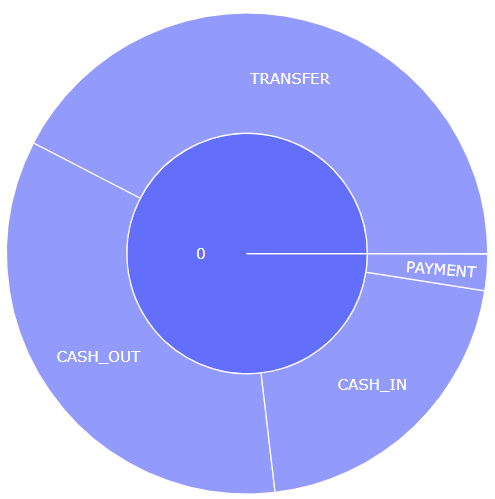 TRANSFER
0
PAYMENT
CASH_OUT
CASH_IN